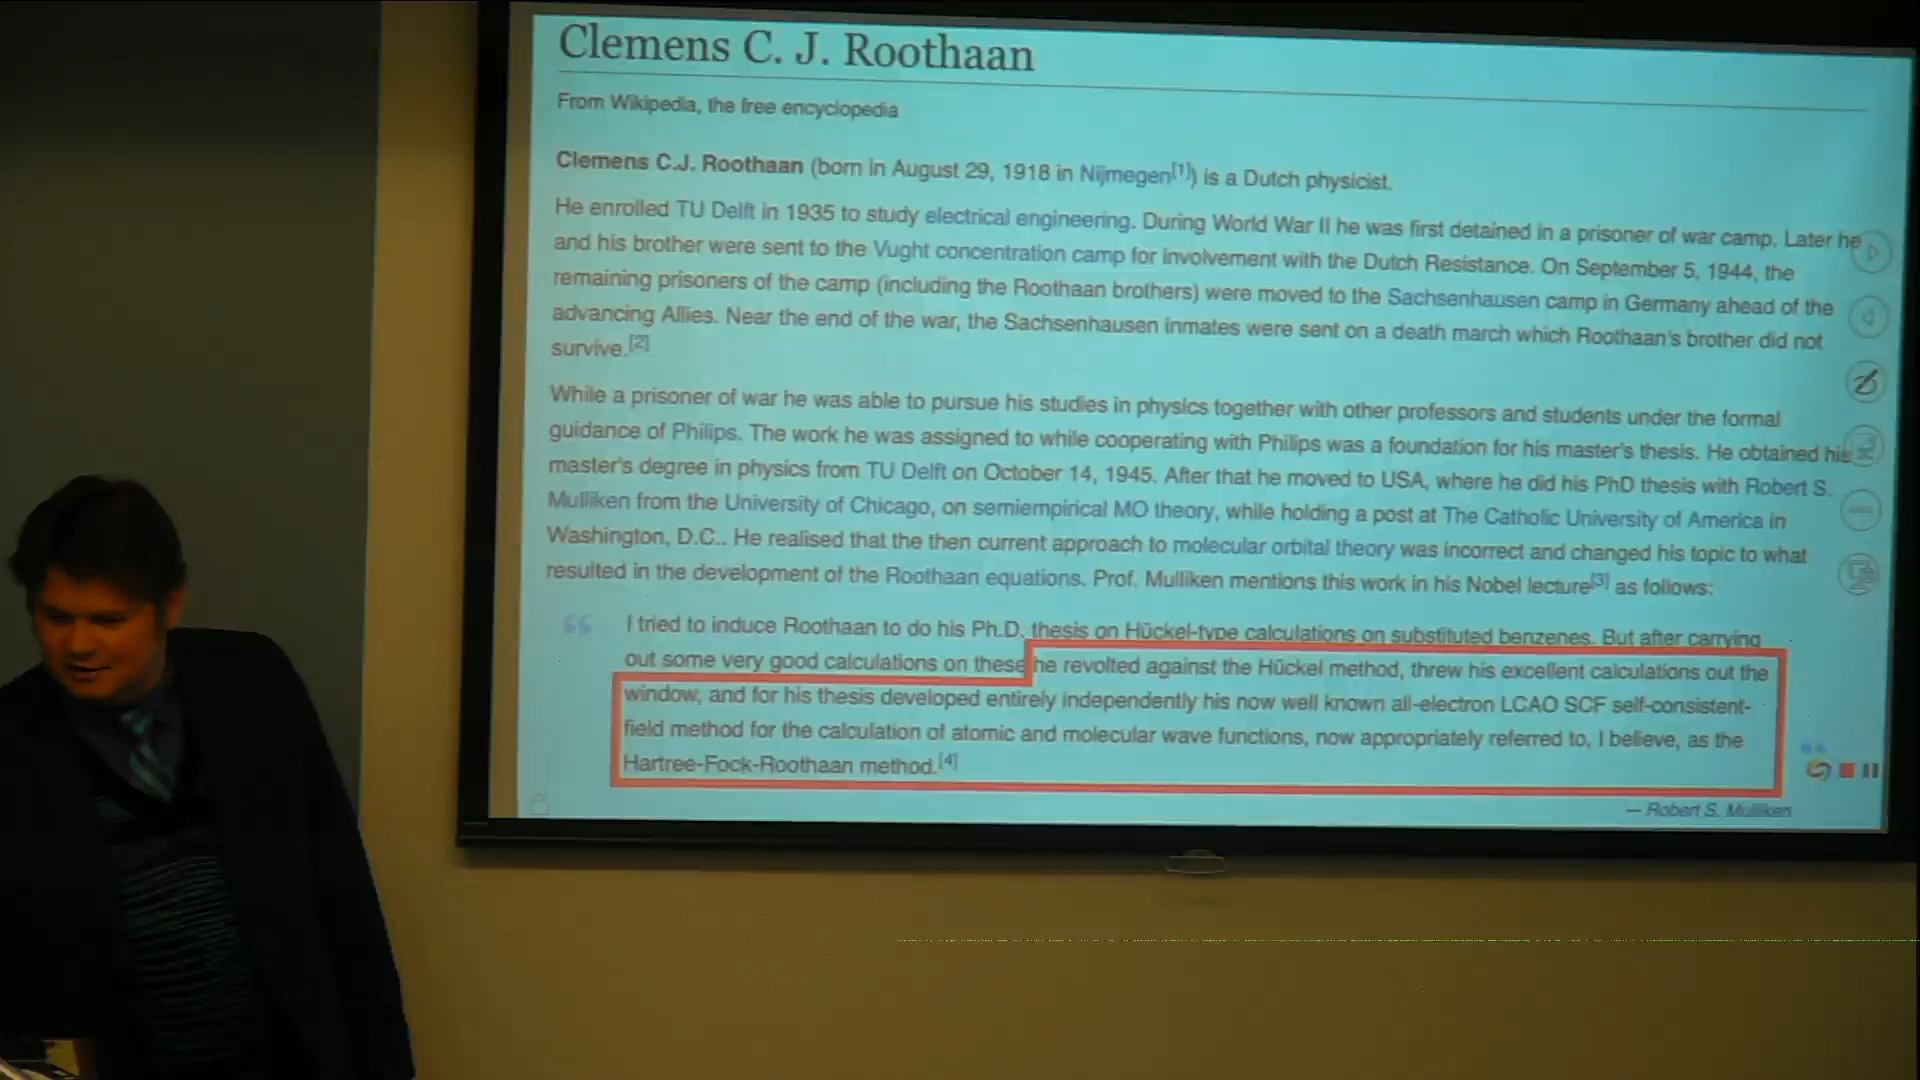 Clemens C. J. Roothaan
From Wikipedia, the free encyclopedia
Clemens C.J. Roothaan (born in August 29, 1918 in Nijmegen[1]) is a Dutch physicist.
He enrolled TU Delft in 1935 to study electrical engineering. During World War II he was first detained in a prisoner of war camp. Later he
and his brother were sent to the Vught concentration camp for involvement with the Dutch Resistance. On September 5, 1944, the
remaining prisoners of the camp (including the Roothaan brothers) were moved to the Sachsenhausen camp in Germany ahead of the
advancing Allies. Near the end of the war, the Sachsenhausen inmates were sent on a death march which Roothaan's brother did not
survive.[2]
While a prisoner of war he was able to pursue his studies in physics together with other professors and students under the formal
guidance of Philips. The work he was assigned to while cooperating with Philips was a foundation for his master's thesis. He obtained his
master's degree in physics from TU Delft on October 14, 1945. After that he moved to USA, where he did his PhD thesis with Robert S.
Mulliken from the University of Chicago, on semiempirical MO theory, while holding a post at The Catholic University of America in
Washington, D.C.. He realised that the then current approach to molecular orbital theory was incorrect and changed his topic to what
resulted in the development of the Roothaan equations. Prof. Mulliken mentions this work in his Nobel lecture[3] as follows:
“ I tried to induce Roothaan to do his Ph.D. thesis on Hückel-type calculations on substituted benzenes. But after carrying
out some very good calculations on these he revolted against the Hückel method, threw his excellent calculations out the
window, and for his thesis developed entirely independently his now well known all-electron LCAO SCF self-consistent-
field method for the calculation of atomic and molecular wave functions, now appropriately referred to, I believe, as the
Hartree-Fock-Roothaan method.[4]
— Robert S. Mulliken